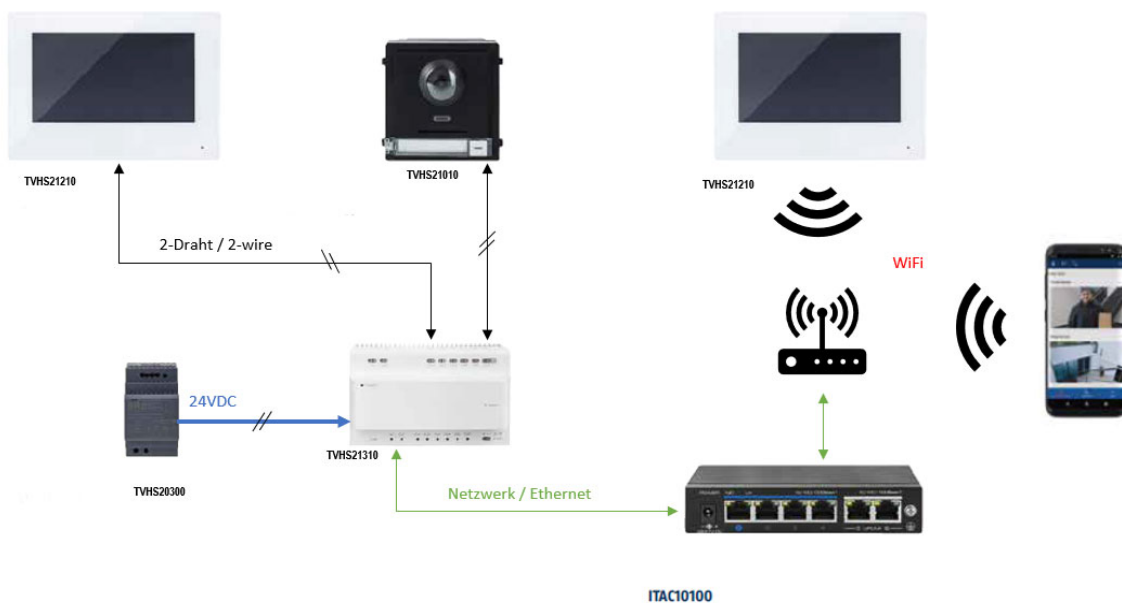 TVHS21210
TVHS21010
TVHS21210
2-Draht / 2-wire
WiFi
24VDC
TVHS21310
TVHS20300
Netzwerk / Ethernet
ITAC10100